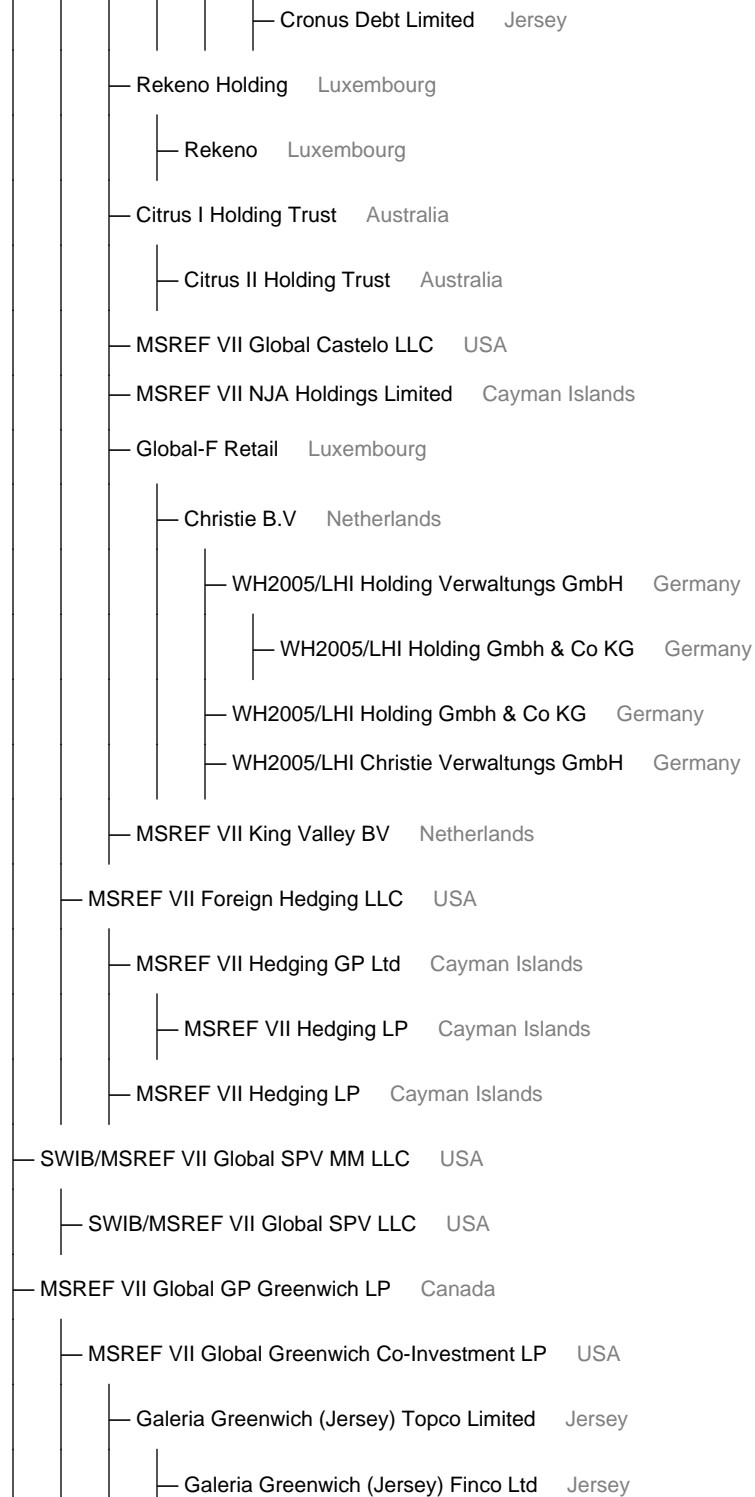 Cronus Debt Limited Jersey
Rekeno Holding Luxembourg
Rekeno Luxembourg
Citrus I Holding Trust Australia
Citrus II Holding Trust Australia
MSREF VII Global Castelo LLC USA
MSREF VII NJA Holdings Limited Cayman Islands
Global-F Retail Luxembourg
Christie B.V Netherlands
WH2005/LHI Holding Verwaltungs GmbH Germany
WH2005/LHI Holding Gmbh & Co KG Germany
WH2005/LHI Holding Gmbh & Co KG Germany
WH2005/LHI Christie Verwaltungs GmbH Germany
MSREF VII King Valley BV Netherlands
MSREF VII Foreign Hedging LLC USA
MSREF VII Hedging GP Ltd Cayman Islands
MSREF VII Hedging LP Cayman Islands
MSREF VII Hedging LP Cayman Islands
SWIB/MSREF VII Global SPV MM LLC USA
SWIB/MSREF VII Global SPV LLC USA
MSREF VII Global GP Greenwich LP Canada
MSREF VII Global Greenwich Co-Investment LP USA
Galeria Greenwich (Jersey) Topco Limited Jersey
Galeria Greenwich (Jersey) Finco Ltd Jersey